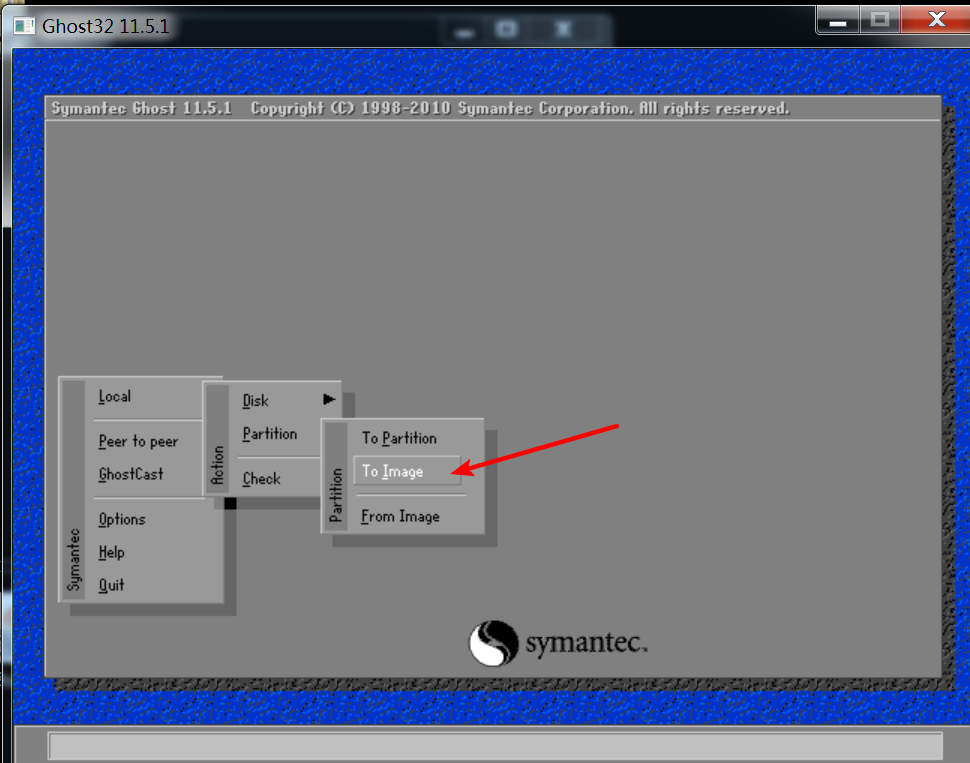 Ghost32 11.5.1
Symantec Ghost 11.5.1   Copyright (C) 1998-2010 Symantec Corporation. All rights reserved.
Symantec
Local
Peer to peer
GhostCast
Options
Help
Quit
Action
Disk
Partition
Check
Partition
To Partition
To Image
From Image
symantec.